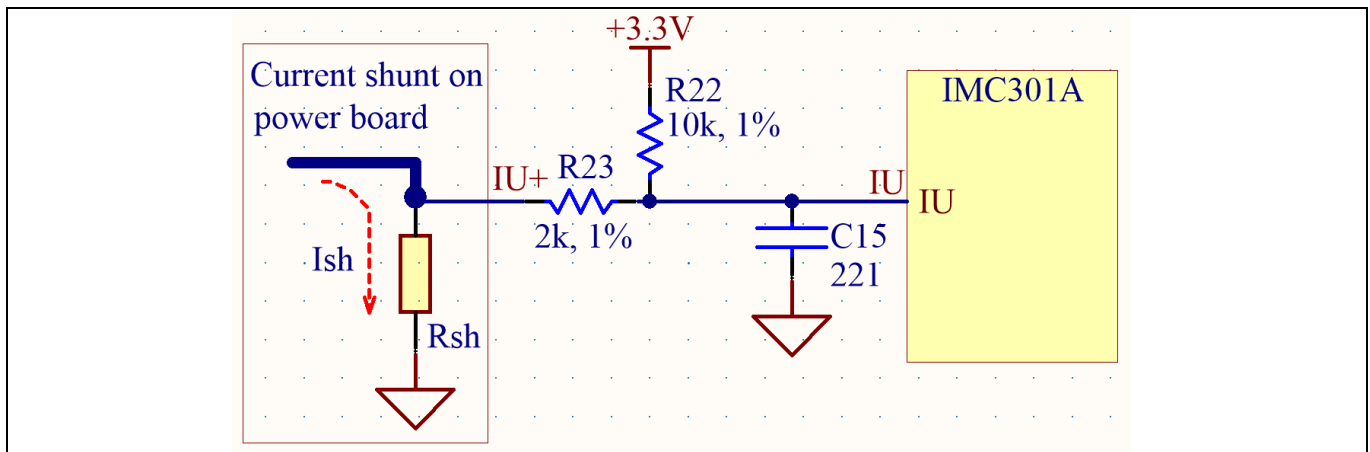 +3.3V
Current shunt on
power board
R22
10k, 1%
IMC301A
IU+
R23
IU
IU
2k, 1%
C15
221
Ish
Rsh